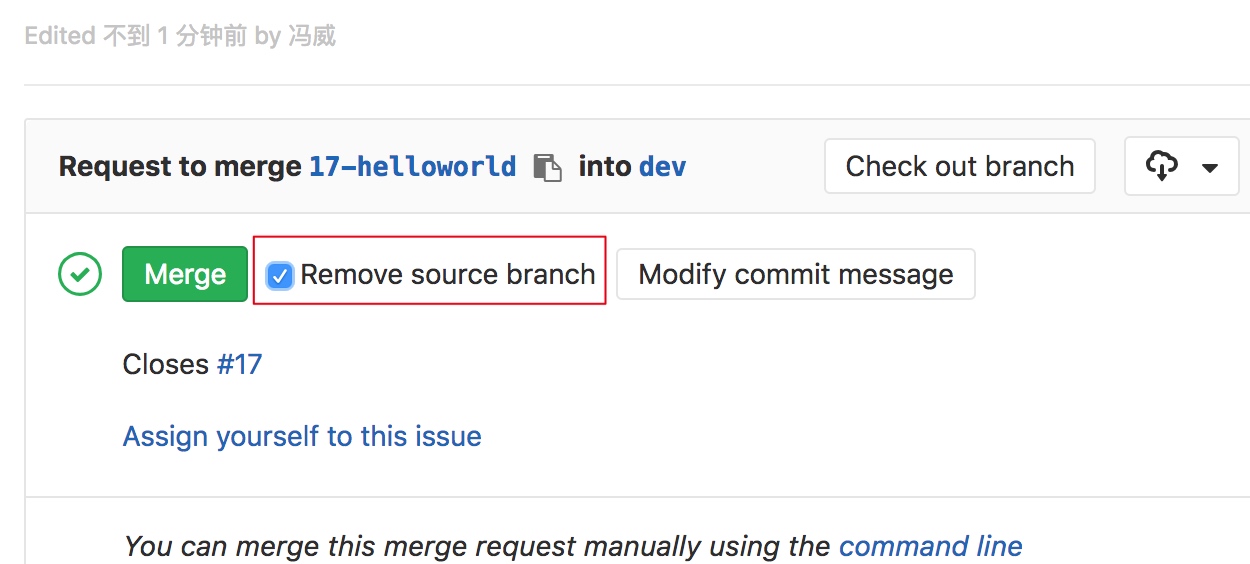 Edited 不到 1 分钟前 by 冯威
Request to merge 17-helloworld into dev Check out branch
Merge Remove source branch Modify commit message
Closes #17
Assign yourself to this issue
You can merge this merge request manually using the command line